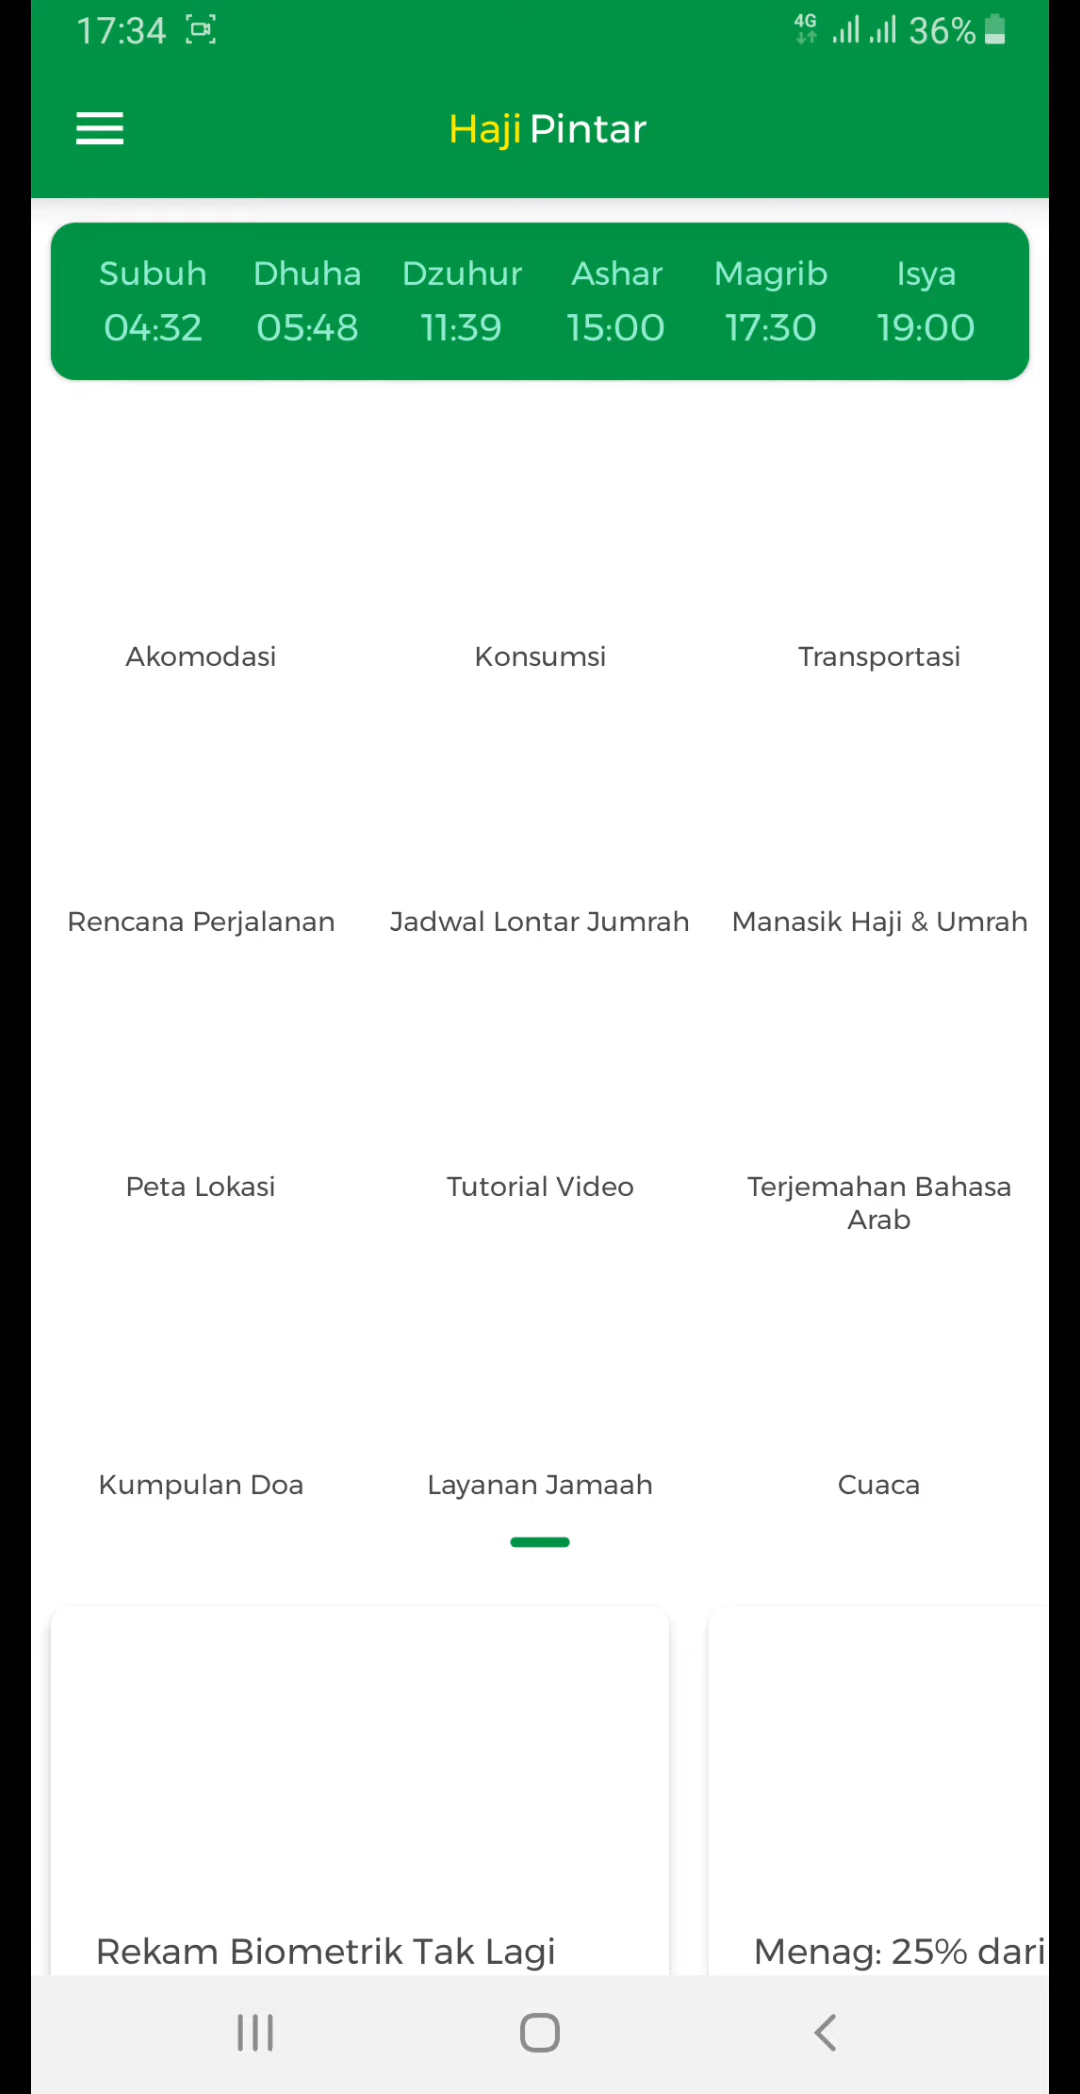 17:34 4G 36%
Haji Pintar
Subuh Dhuha Dzuhur Ashar Magrib Isya
04:32 05:48 11:39 15:00 17:30 19:00
Akomodasi Konsumsi Transportasi
Rencana Perjalanan Jadwal Lontar Jumrah Manasik Haji & Umrah
Peta Lokasi Tutorial Video Terjemahan Bahasa
Arab
Kumpulan Doa Layanan Jamaah Cuaca
Rekam Biometrik Tak Lagi Menag: 25% dari